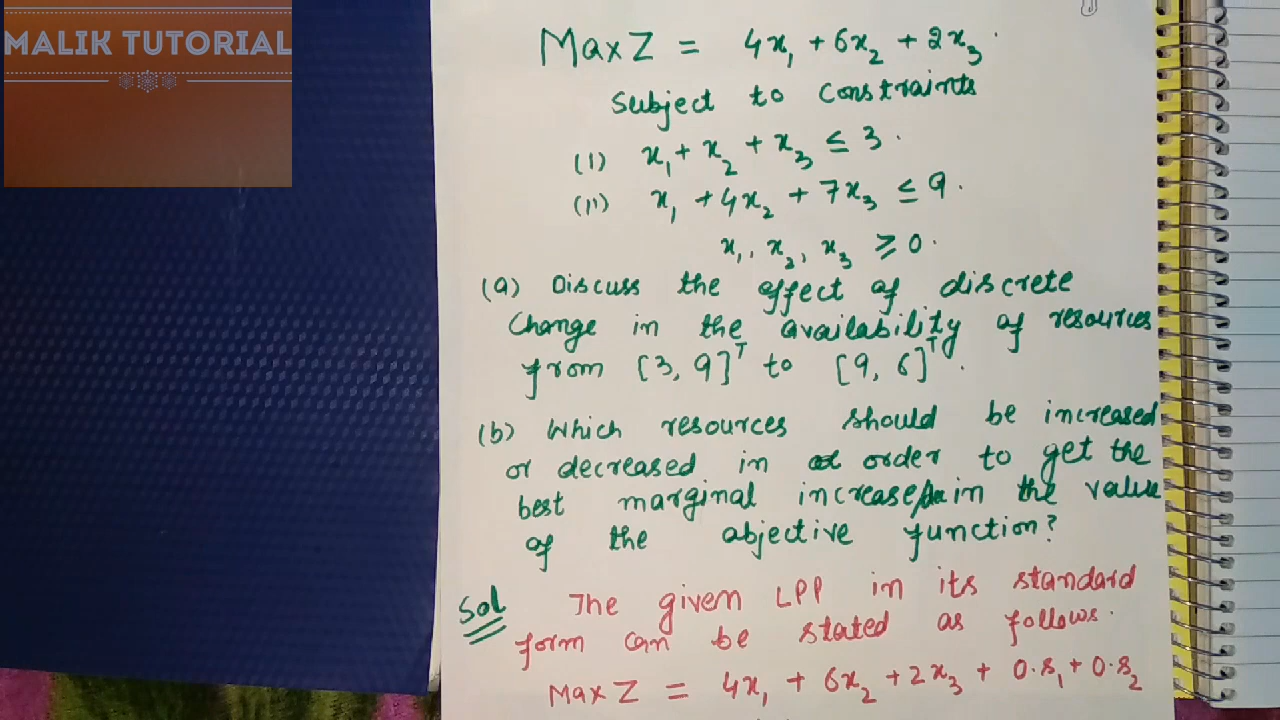 MALIK TUTORIAL
Max Z = 4x₁ + 6x₂ + 2x₃.
Subject to constraints
(i) x₁ + x₂ + x₃ ≤ 3.
(ii) x₁ + 4x₂ + 7x₃ ≤ 9.
x₁, x₂, x₃ ≥ 0.
(a) Discuss the effect of discrete
change in the availability of resources
from [3, 9]ᵀ to [9, 6]ᵀ.
(b) Which resources should be increased
or decreased in order to get the
best marginal increase in the value
of the abjective function?
Sol The given LPP in its standard
form can be stated as follows.
Max Z = 4x₁ + 6x₂ + 2x₃ + 0.s₁ + 0.s₂